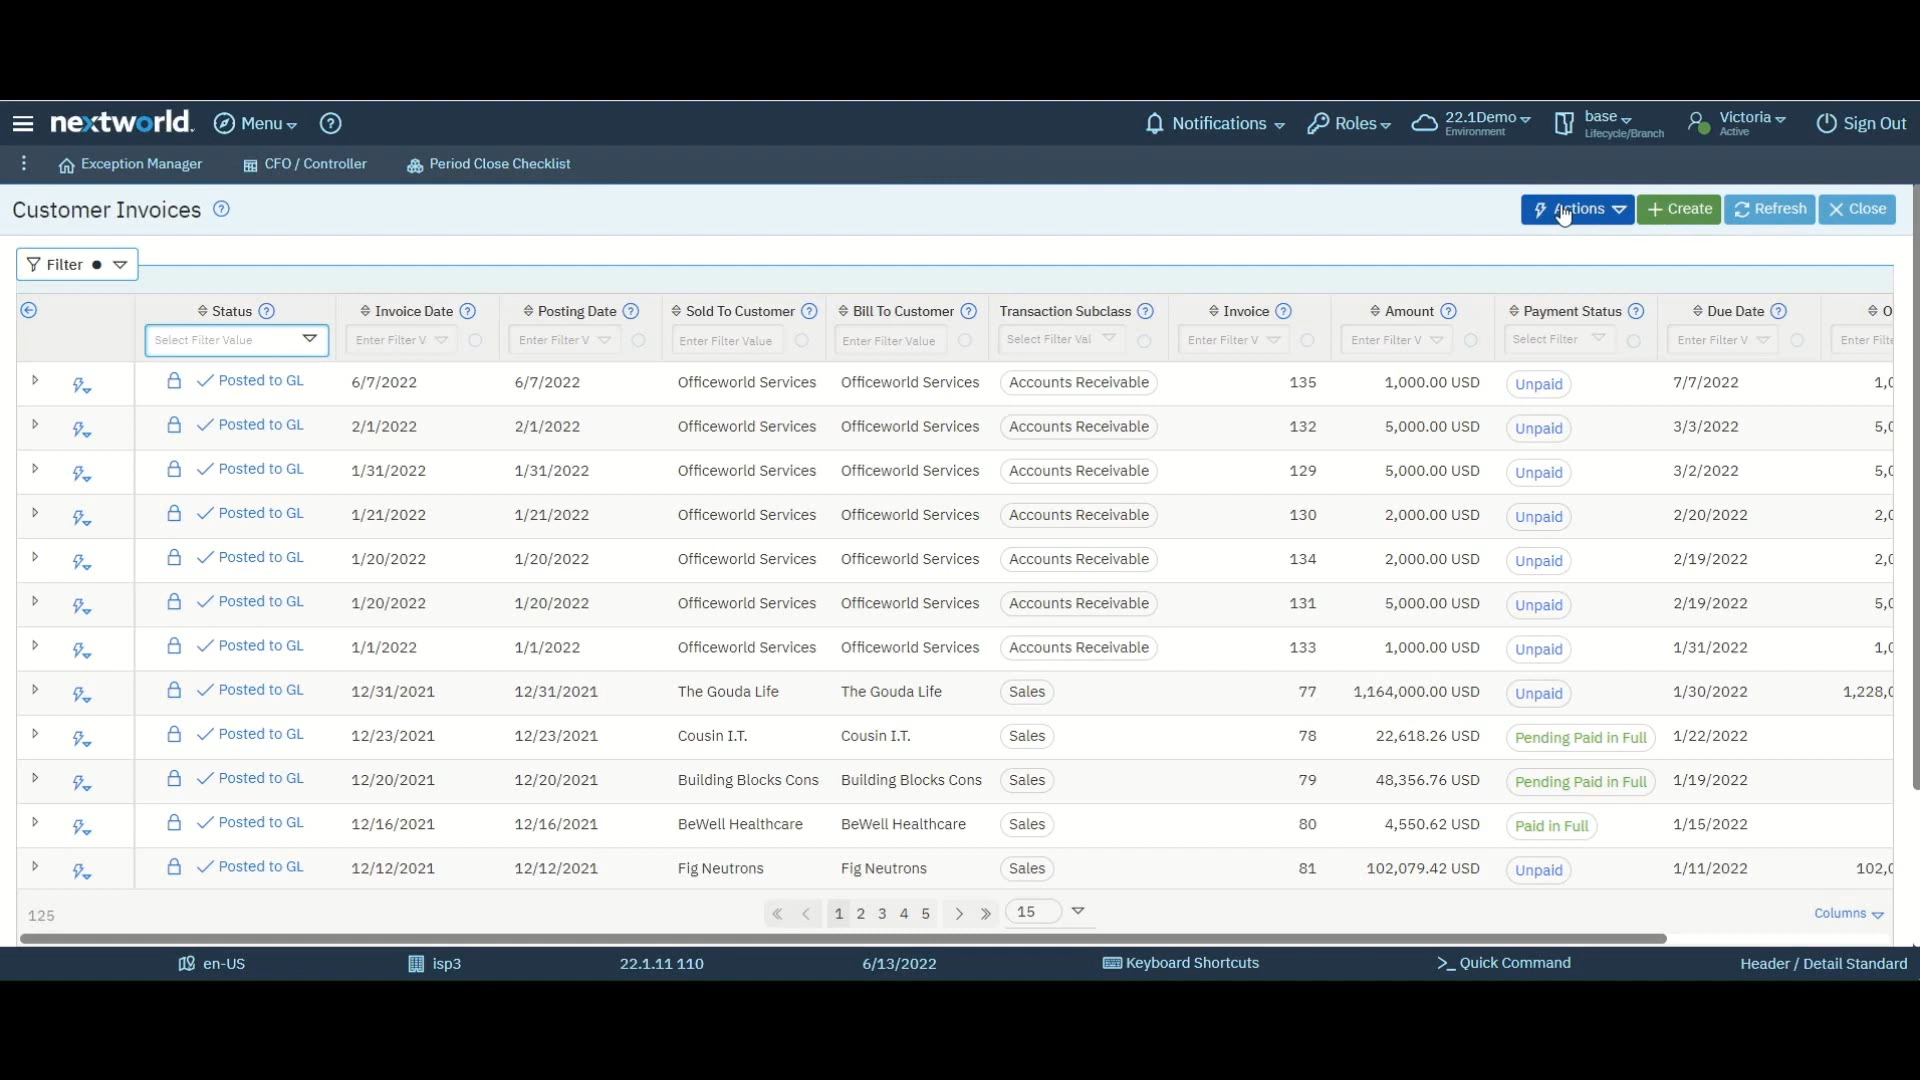 nextworld. Menu Notifications Roles 22.1Demo Environment base Lifecycle/Branch Victoria Active Sign Out
Exception Manager CFO / Controller Period Close Checklist
Customer Invoices Actions Create Refresh Close
Filter
Status Invoice Date Posting Date Sold To Customer Bill To Customer Transaction Subclass Invoice Amount Payment Status Due Date O
Select Filter Value Enter Filter V Enter Filter V Enter Filter Value Enter Filter Value Select Filter Val Enter Filter V Enter Filter V Select Filter Enter Filter V Enter Filte
Posted to GL 6/7/2022 6/7/2022 Officeworld Services Officeworld Services Accounts Receivable 135 1,000.00 USD Unpaid 7/7/2022 1,0
Posted to GL 2/1/2022 2/1/2022 Officeworld Services Officeworld Services Accounts Receivable 132 5,000.00 USD Unpaid 3/3/2022 5,0
Posted to GL 1/31/2022 1/31/2022 Officeworld Services Officeworld Services Accounts Receivable 129 5,000.00 USD Unpaid 3/2/2022 5,0
Posted to GL 1/21/2022 1/21/2022 Officeworld Services Officeworld Services Accounts Receivable 130 2,000.00 USD Unpaid 2/20/2022 2,0
Posted to GL 1/20/2022 1/20/2022 Officeworld Services Officeworld Services Accounts Receivable 134 2,000.00 USD Unpaid 2/19/2022 2,0
Posted to GL 1/20/2022 1/20/2022 Officeworld Services Officeworld Services Accounts Receivable 131 5,000.00 USD Unpaid 2/19/2022 5,0
Posted to GL 1/1/2022 1/1/2022 Officeworld Services Officeworld Services Accounts Receivable 133 1,000.00 USD Unpaid 1/31/2022 1,0
Posted to GL 12/31/2021 12/31/2021 The Gouda Life The Gouda Life Sales 77 1,164,000.00 USD Unpaid 1/30/2022 1,228,0
Posted to GL 12/23/2021 12/23/2021 Cousin I.T. Cousin I.T. Sales 78 22,618.26 USD Pending Paid in Full 1/22/2022
Posted to GL 12/20/2021 12/20/2021 Building Blocks Cons Building Blocks Cons Sales 79 48,356.76 USD Pending Paid in Full 1/19/2022
Posted to GL 12/16/2021 12/16/2021 BeWell Healthcare BeWell Healthcare Sales 80 4,550.62 USD Paid in Full 1/15/2022
Posted to GL 12/12/2021 12/12/2021 Fig Neutrons Fig Neutrons Sales 81 102,079.42 USD Unpaid 1/11/2022 102,0
125 1 2 3 4 5 15 Columns
en-US isp3 22.1.11 110 6/13/2022 Keyboard Shortcuts Quick Command Header / Detail Standard